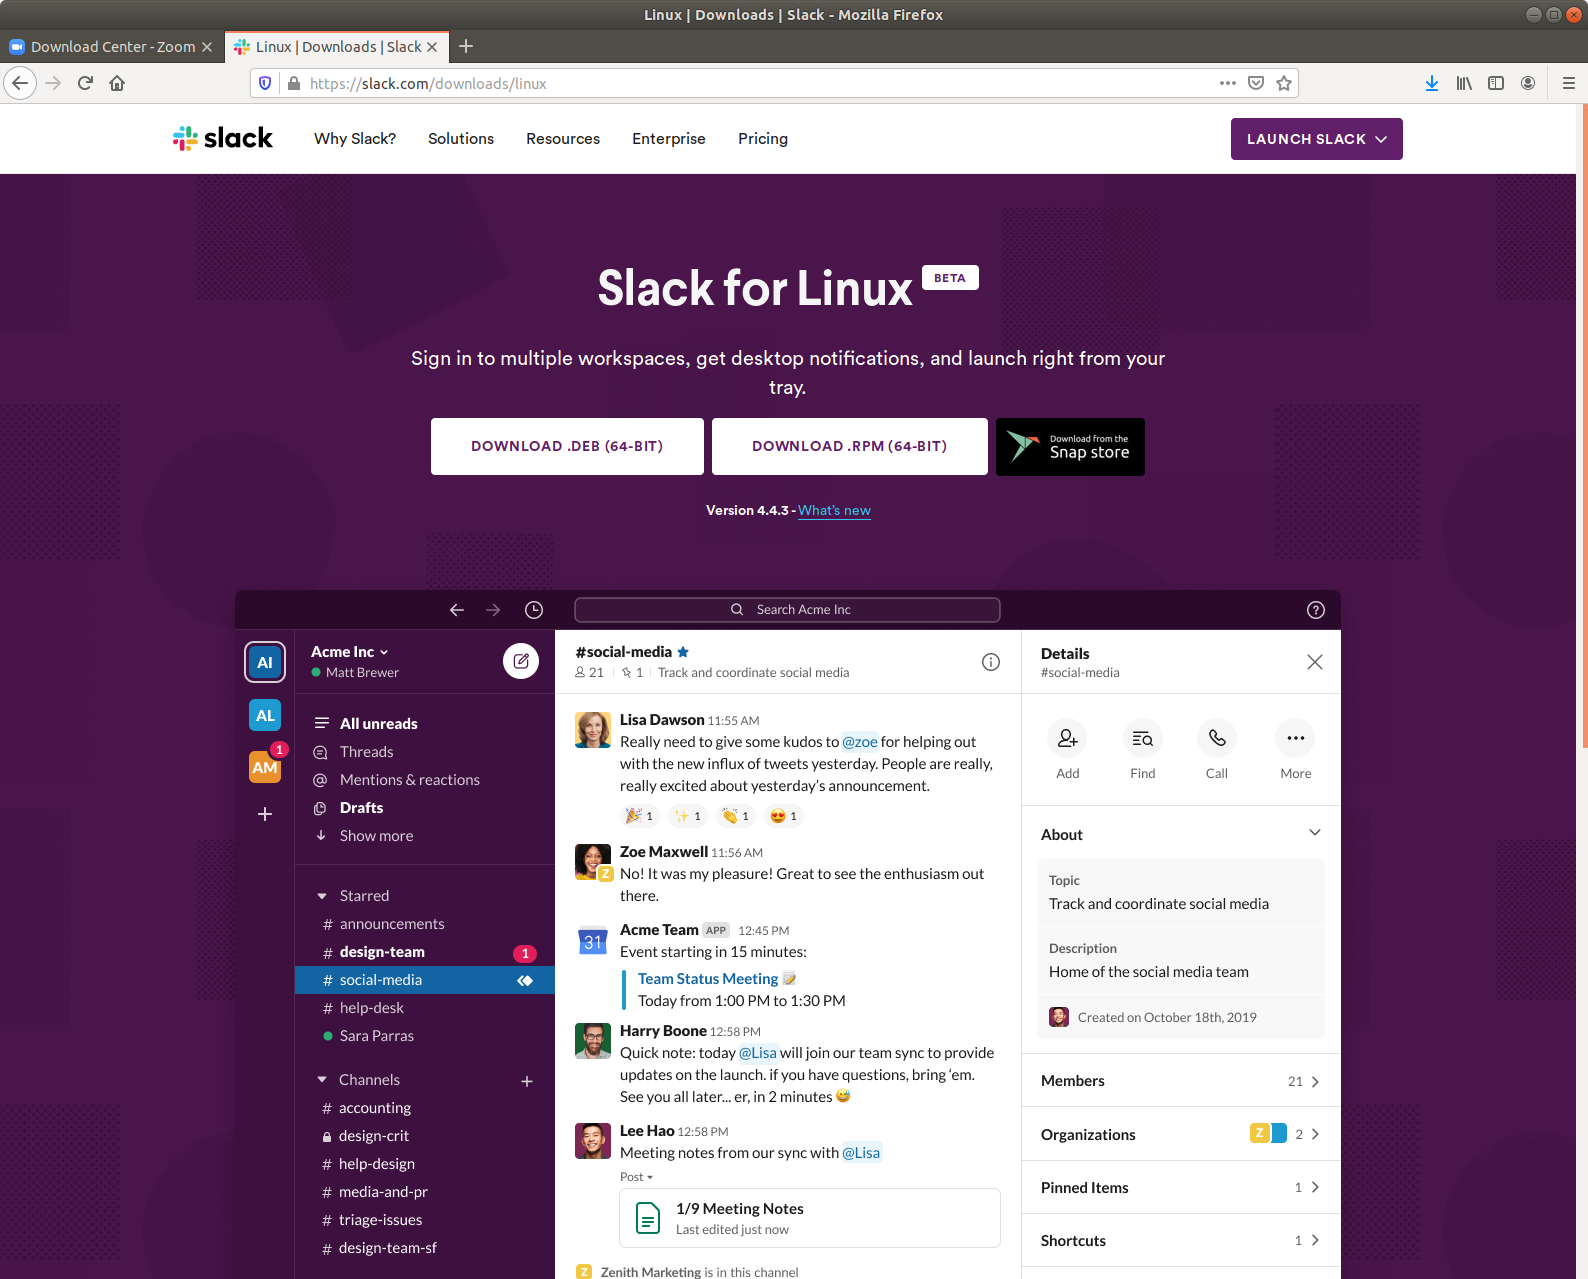 Linux | Downloads | Slack - Mozilla Firefox
Download Center - Zoom
Linux | Downloads | Slack
https://slack.com/downloads/linux
slack
Why Slack?
Solutions
Resources
Enterprise
Pricing
LAUNCH SLACK
Slack for Linux
BETA
Sign in to multiple workspaces, get desktop notifications, and launch right from your
tray.
DOWNLOAD .DEB (64-BIT)
DOWNLOAD .RPM (64-BIT)
Download from the
Snap store
Version 4.4.3 - What's new
Search Acme Inc
AI
AL
AM
1
Acme Inc
Matt Brewer
All unreads
Threads
Mentions & reactions
Drafts
Show more
Starred
# announcements
# design-team 1
# social-media
# help-desk
Sara Parras
Channels
# accounting
design-crit
# help-design
# media-and-pr
# triage-issues
# design-team-sf
#social-media
21 | 1 | Track and coordinate social media
Lisa Dawson 11:55 AM
Really need to give some kudos to @zoe for helping out
with the new influx of tweets yesterday. People are really,
really excited about yesterday’s announcement.
🎉 1 ✨ 1 👏 1 😍 1
Zoe Maxwell 11:56 AM
Z
No! It was my pleasure! Great to see the enthusiasm out
there.
31
Acme Team APP 12:45 PM
Event starting in 15 minutes:
Team Status Meeting 📝
Today from 1:00 PM to 1:30 PM
Harry Boone 12:58 PM
Quick note: today @Lisa will join our team sync to provide
updates on the launch. if you have questions, bring ‘em.
See you all later... er, in 2 minutes 😅
Lee Hao 12:58 PM
Meeting notes from our sync with @Lisa
Post
1/9 Meeting Notes
Last edited just now
Z Zenith Marketing is in this channel
Details
#social-media
Add
Find
Call
More
About
Topic
Track and coordinate social media
Description
Home of the social media team
Created on October 18th, 2019
Members 21
Organizations Z 2
Pinned Items 1
Shortcuts 1